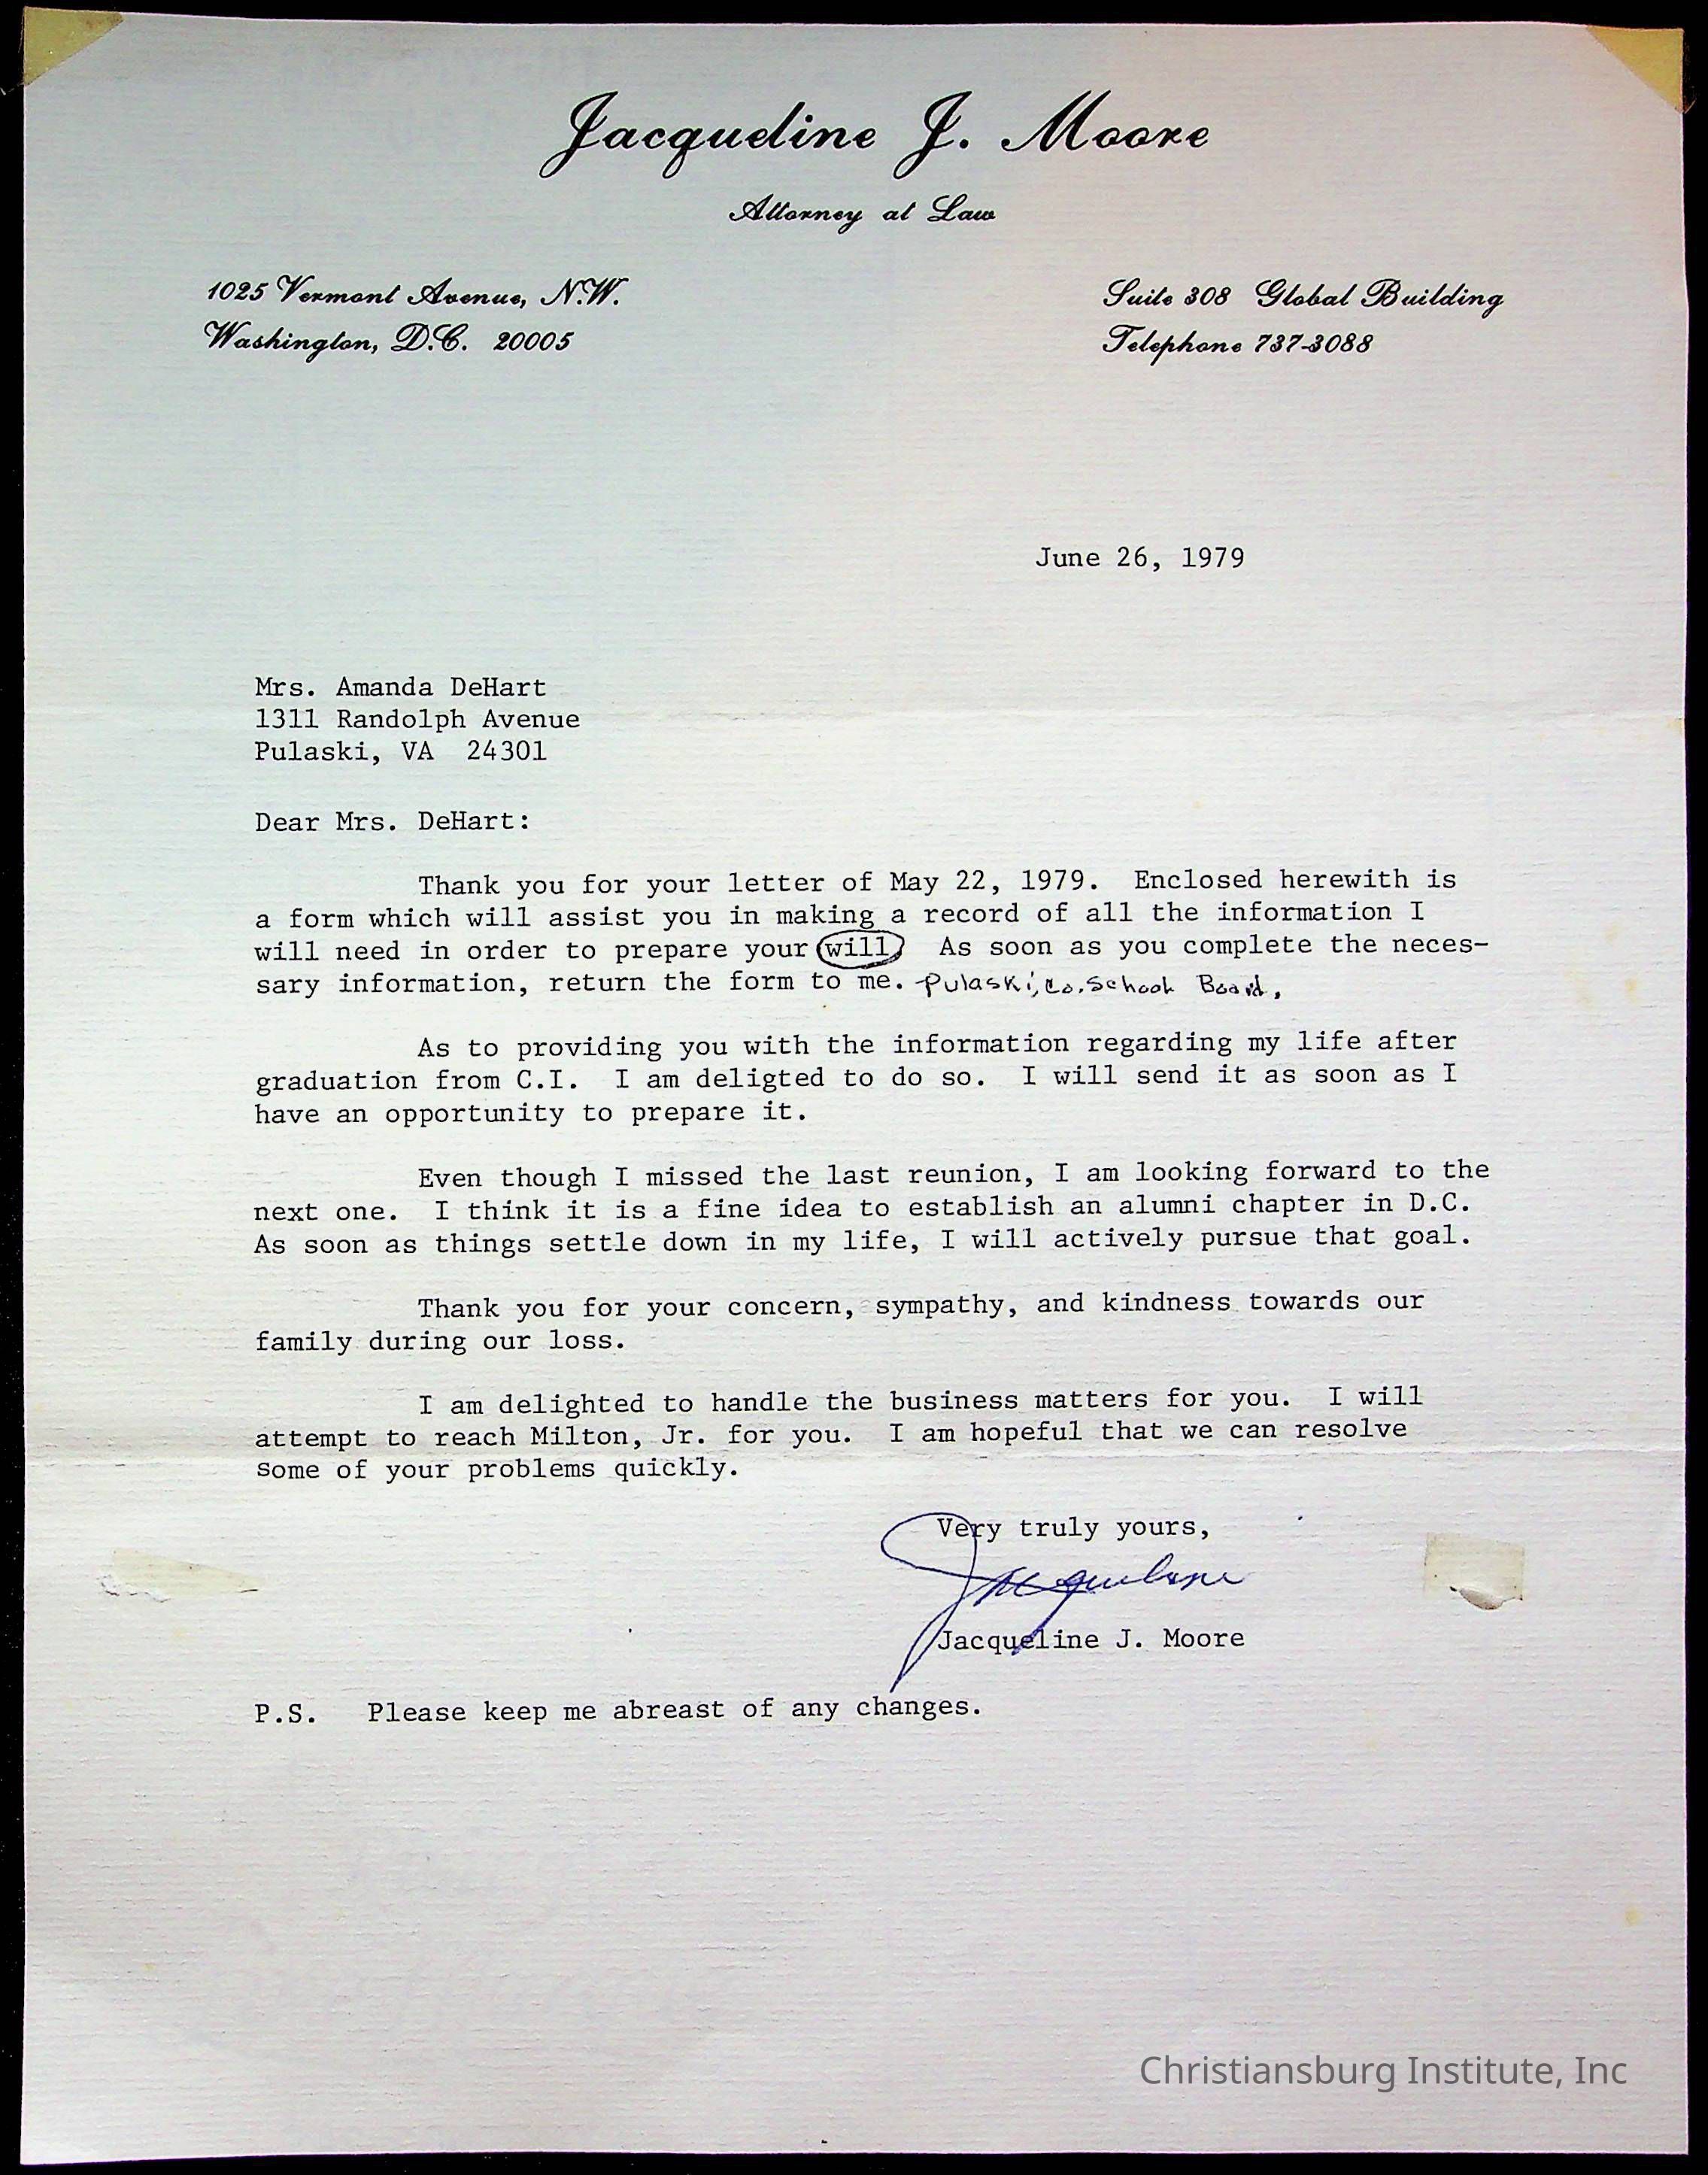 Jacqueline J. Moore
Attorney at Law
1025 Vermont Avenue, N.W.
Washington, D.C. 20005
Suite 308 Global Building
Telephone 737-3088
June 26, 1979
Mrs. Amanda DeHart
1311 Randolph Avenue
Pulaski, VA 24301
Dear Mrs. DeHart:
Thank you for your letter of May 22, 1979. Enclosed herewith is
a form which will assist you in making a record of all the information I
will need in order to prepare your will. As soon as you complete the neces-
sary information, return the form to me. -Pulaski, Co. School Board,
As to providing you with the information regarding my life after
graduation from C.I. I am deligted to do so. I will send it as soon as I
have an opportunity to prepare it.
Even though I missed the last reunion, I am looking forward to the
next one. I think it is a fine idea to establish an alumni chapter in D.C.
As soon as things settle down in my life, I will actively pursue that goal.
Thank you for your concern, sympathy, and kindness towards our
family during our loss.
I am delighted to handle the business matters for you. I will
attempt to reach Milton, Jr. for you. I am hopeful that we can resolve
some of your problems quickly.
Very truly yours,
Jacqueline
Jacqueline J. Moore
P.S. Please keep me abreast of any changes.
Christiansburg Institute, Inc